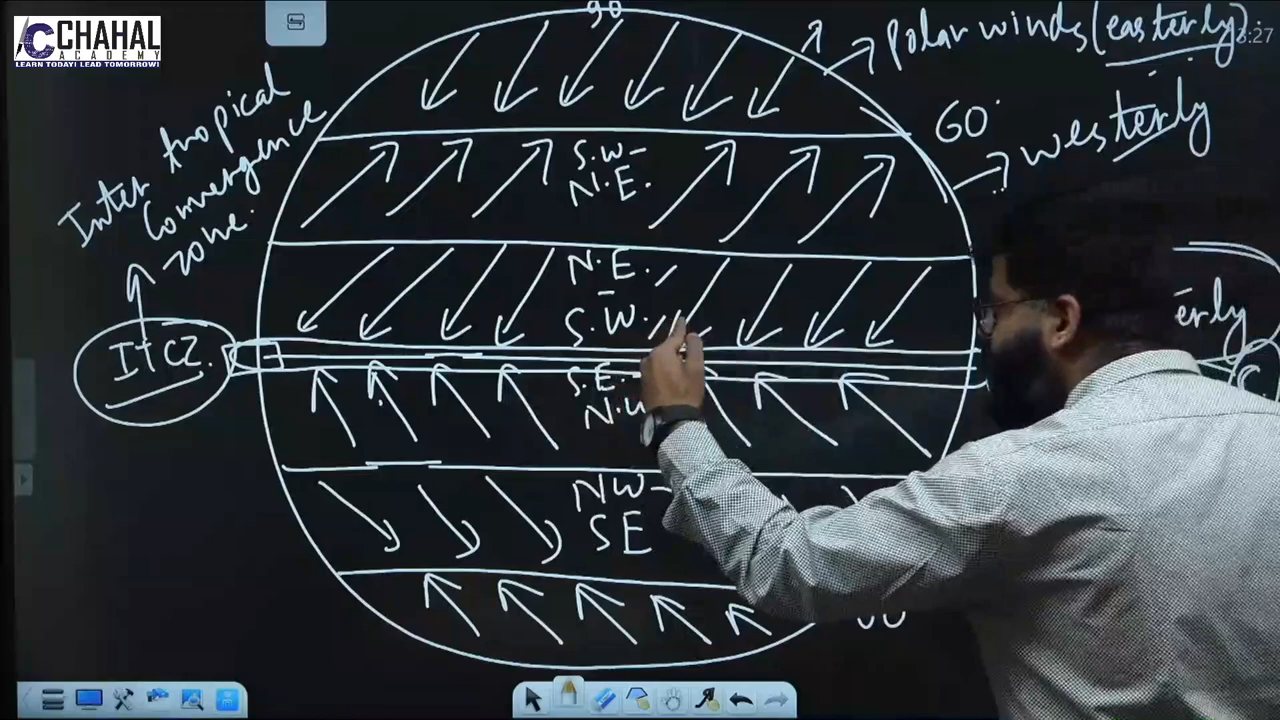 CHAHAL
ACADEMY
LEARN TODAY! LEAD TOMORROW!
90
Polar winds (easterly)
:27
60°
westerly
Inter tropical
Convergence
zone.
ITCZ
S.W-
N.E.
N.E.
-
S.W.
S.E.
N.W
NW-
SE
erly